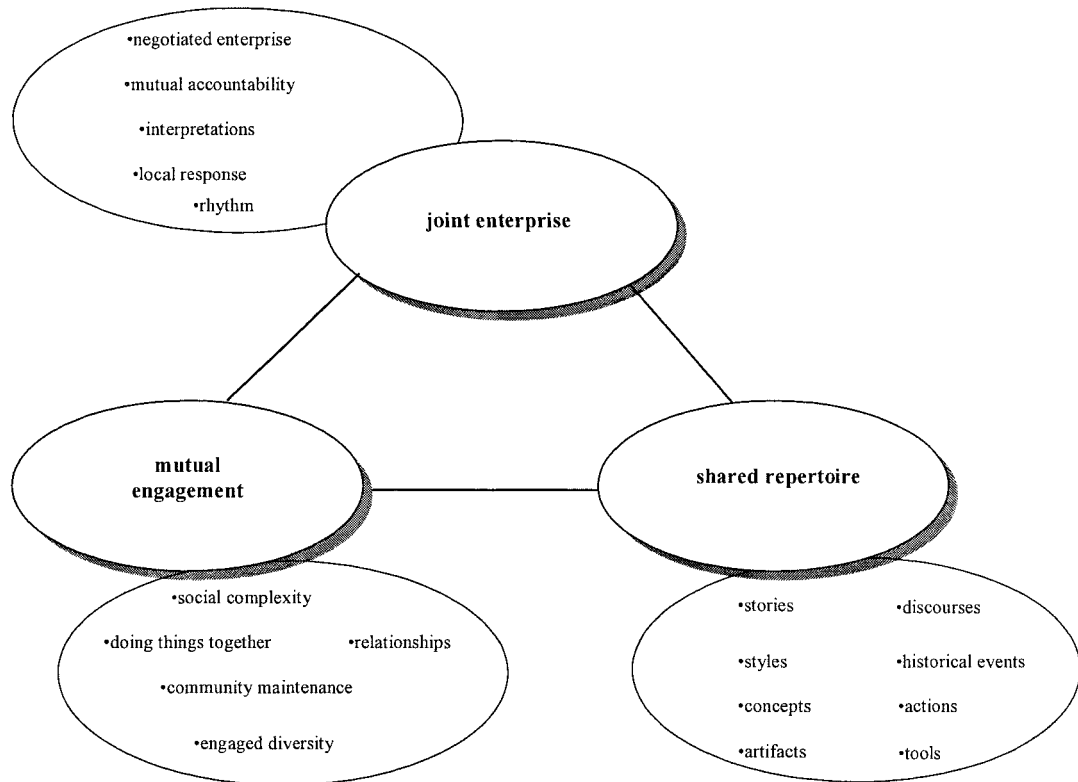 •negotiated enterprise
•mutual accountability
•interpretations
•local response
•rhythm
joint enterprise
mutual
engagement
shared repertoire
•social complexity
•doing things together •relationships
•community maintenance
•engaged diversity
•stories •discourses
•styles •historical events
•concepts •actions
•artifacts •tools